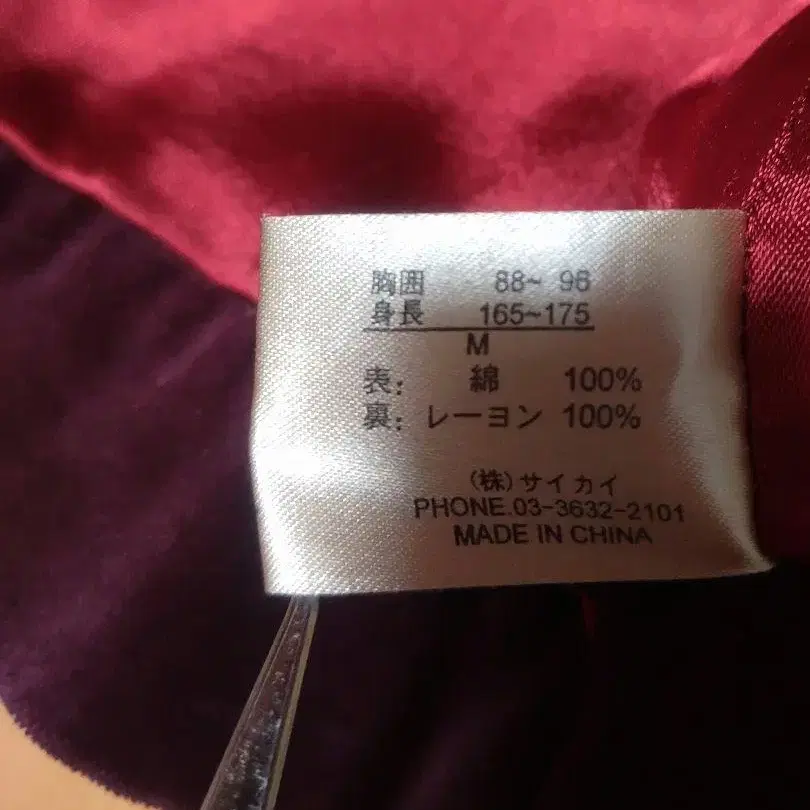 胸囲 88~ 96
身長 165~175
M
表: 綿 100%
裏: レーヨン 100%
(株)サイカイ
PHONE.03-3632-2101
MADE IN CHINA